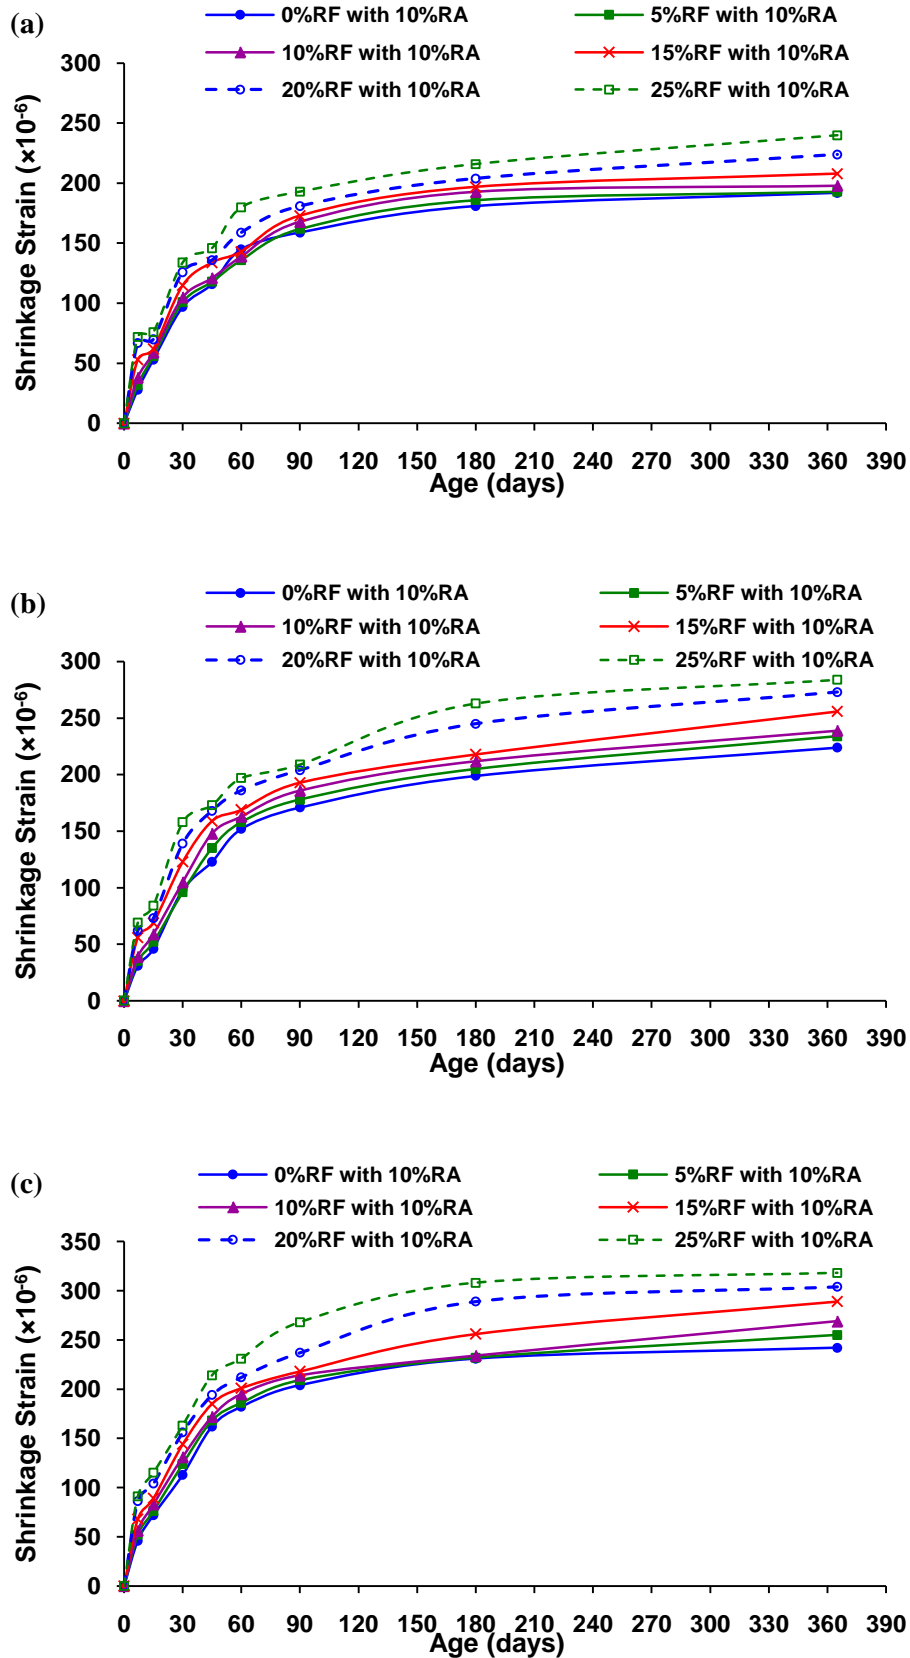 (a)
0%RF with 10%RA
5%RF with 10%RA
10%RF with 10%RA
15%RF with 10%RA
20%RF with 10%RA
25%RF with 10%RA
Shrinkage Strain (×10⁻⁶)
300
250
200
150
100
50
0
0 30 60 90 120 150 180 210 240 270 300 330 360 390
Age (days)
(b)
0%RF with 10%RA
5%RF with 10%RA
10%RF with 10%RA
15%RF with 10%RA
20%RF with 10%RA
25%RF with 10%RA
Shrinkage Strain (×10⁻⁶)
300
250
200
150
100
50
0
0 30 60 90 120 150 180 210 240 270 300 330 360 390
Age (days)
(c)
0%RF with 10%RA
5%RF with 10%RA
10%RF with 10%RA
15%RF with 10%RA
20%RF with 10%RA
25%RF with 10%RA
Shrinkage Strain (×10⁻⁶)
350
300
250
200
150
100
50
0
0 30 60 90 120 150 180 210 240 270 300 330 360 390
Age (days)